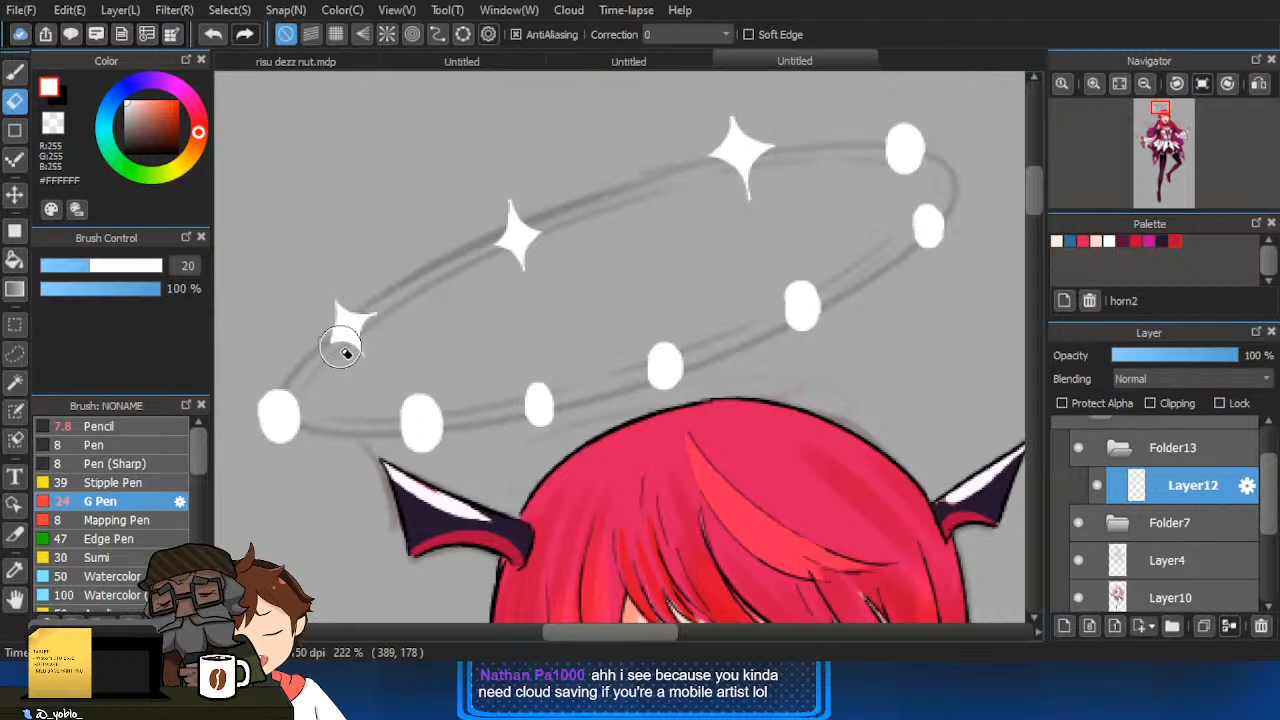 File(F) Edit(E) Layer(L) Filter(R) Select(S) Snap(N) Color(C) View(V) Tool(T) Window(W) Cloud Time-lapse Help
AntiAliasing Correction 0 Soft Edge
Color
risu dezz nut.mdp Untitled Untitled Untitled
Navigator
R:255
G:255
B:255
#FFFFFF
Brush Control
20
100 %
Palette
horn2
Layer
Opacity 100 %
Blending Normal
Protect Alpha Clipping Lock
Folder13
Layer12
Folder7
Layer4
Layer10
Brush: NONAME
7.8 Pencil
8 Pen
8 Pen (Sharp)
39 Stipple Pen
24 G Pen
8 Mapping Pen
47 Edge Pen
30 Sumi
50 Watercolor
100 Watercolor
222 % (389, 178)
Nathan Pa1000 ahh i see because you kinda
need cloud saving if you're a mobile artist lol